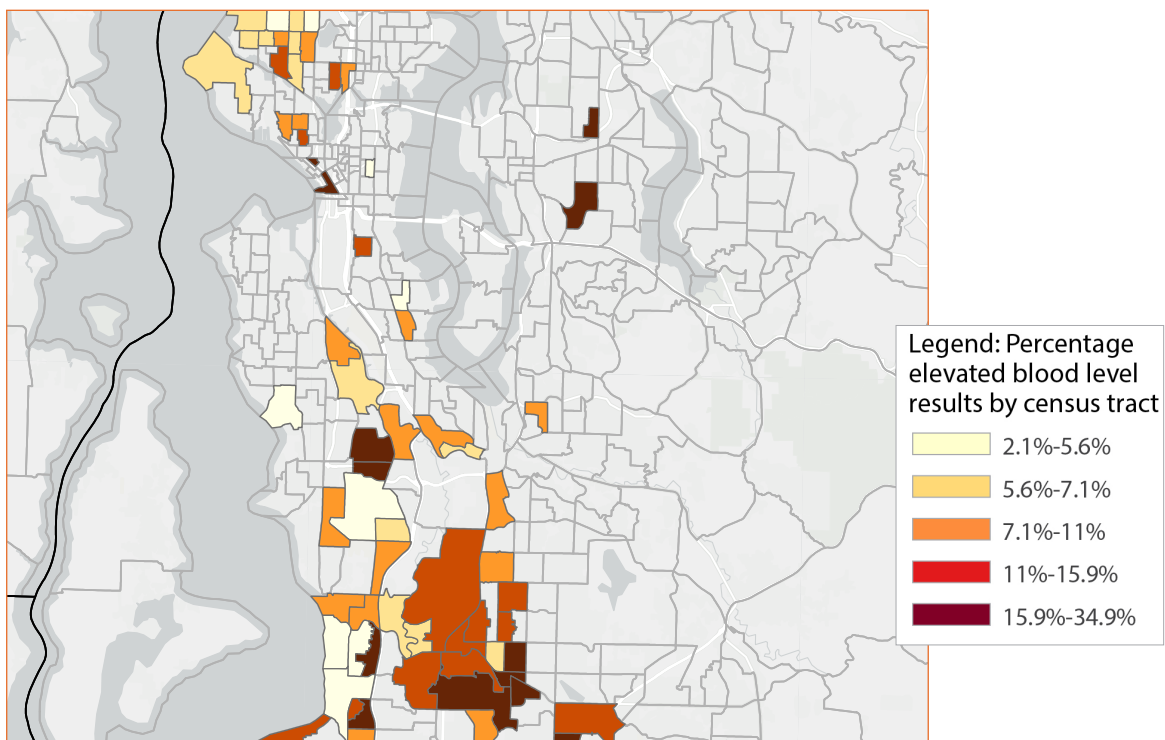 Legend: Percentage
elevated blood level
results by census tract
2.1%-5.6%
5.6%-7.1%
7.1%-11%
11%-15.9%
15.9%-34.9%